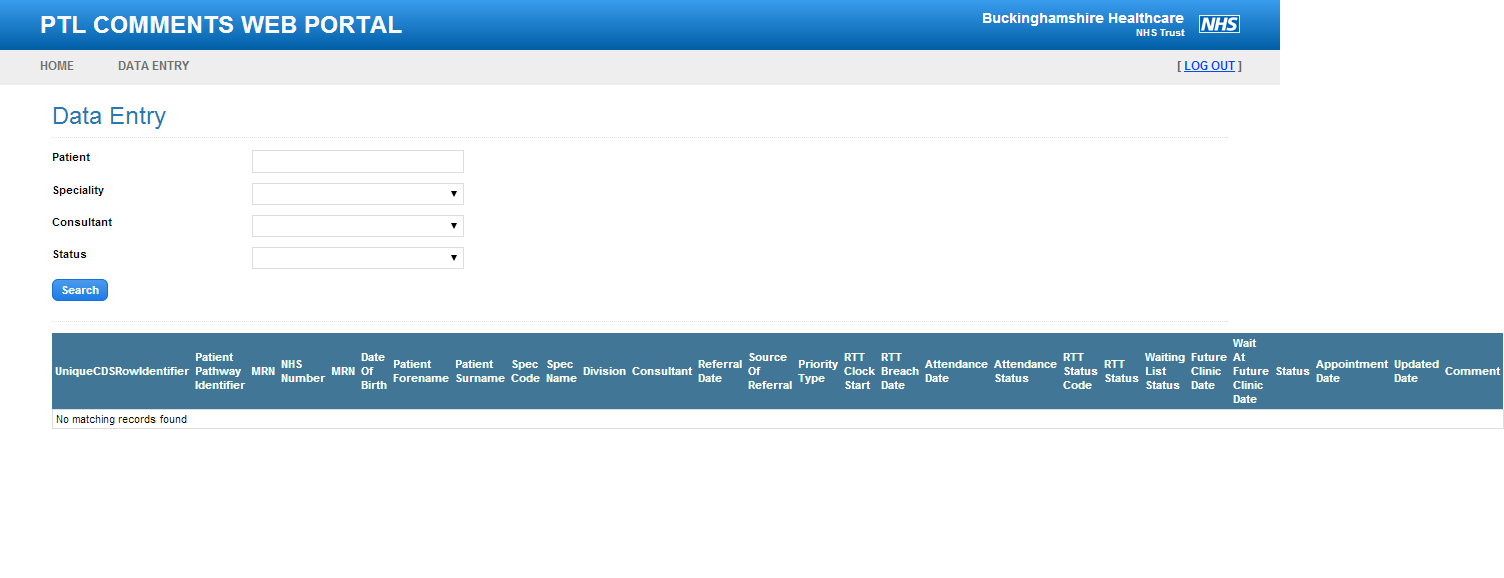 PTL COMMENTS WEB PORTAL
Buckinghamshire Healthcare
NHS Trust
NHS
HOME DATA ENTRY [ LOG OUT ]
Data Entry
Patient
Speciality
Consultant
Status
Search
UniqueCDSRowIdentifier Patient Pathway Identifier MRN NHS Number MRN Date Of Birth Patient Forename Patient Surname Spec Code Spec Name Division Consultant Referral Date Source Of Referral Priority Type RTT Clock Start RTT Breach Date Attendance Date Attendance Status RTT Status Code RTT Status Waiting List Status Future Clinic Date Wait At Future Clinic Date Status Appointment Date Updated Date Comment
No matching records found